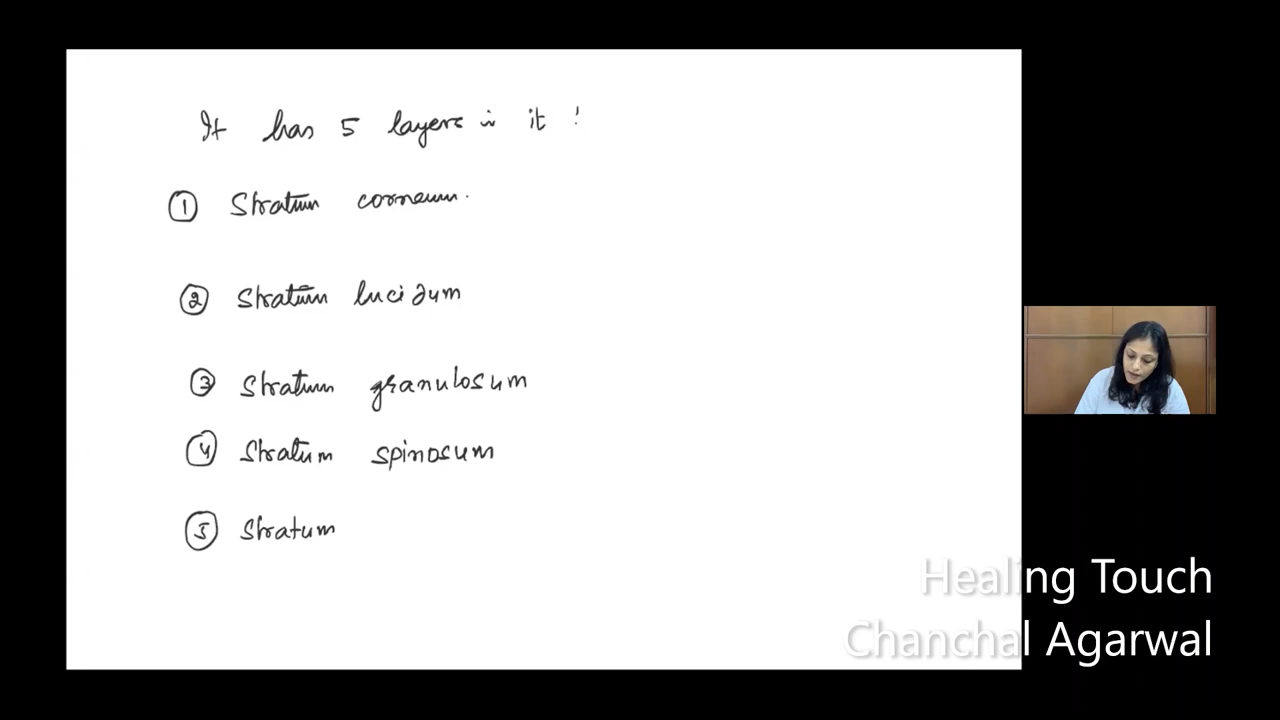 It has 5 layers in it !
① Stratum corneum.
② Stratum lucidum
③ Stratum granulosum
④ Stratum spinosum
⑤ Stratum
Healing Touch
Chanchal Agarwal